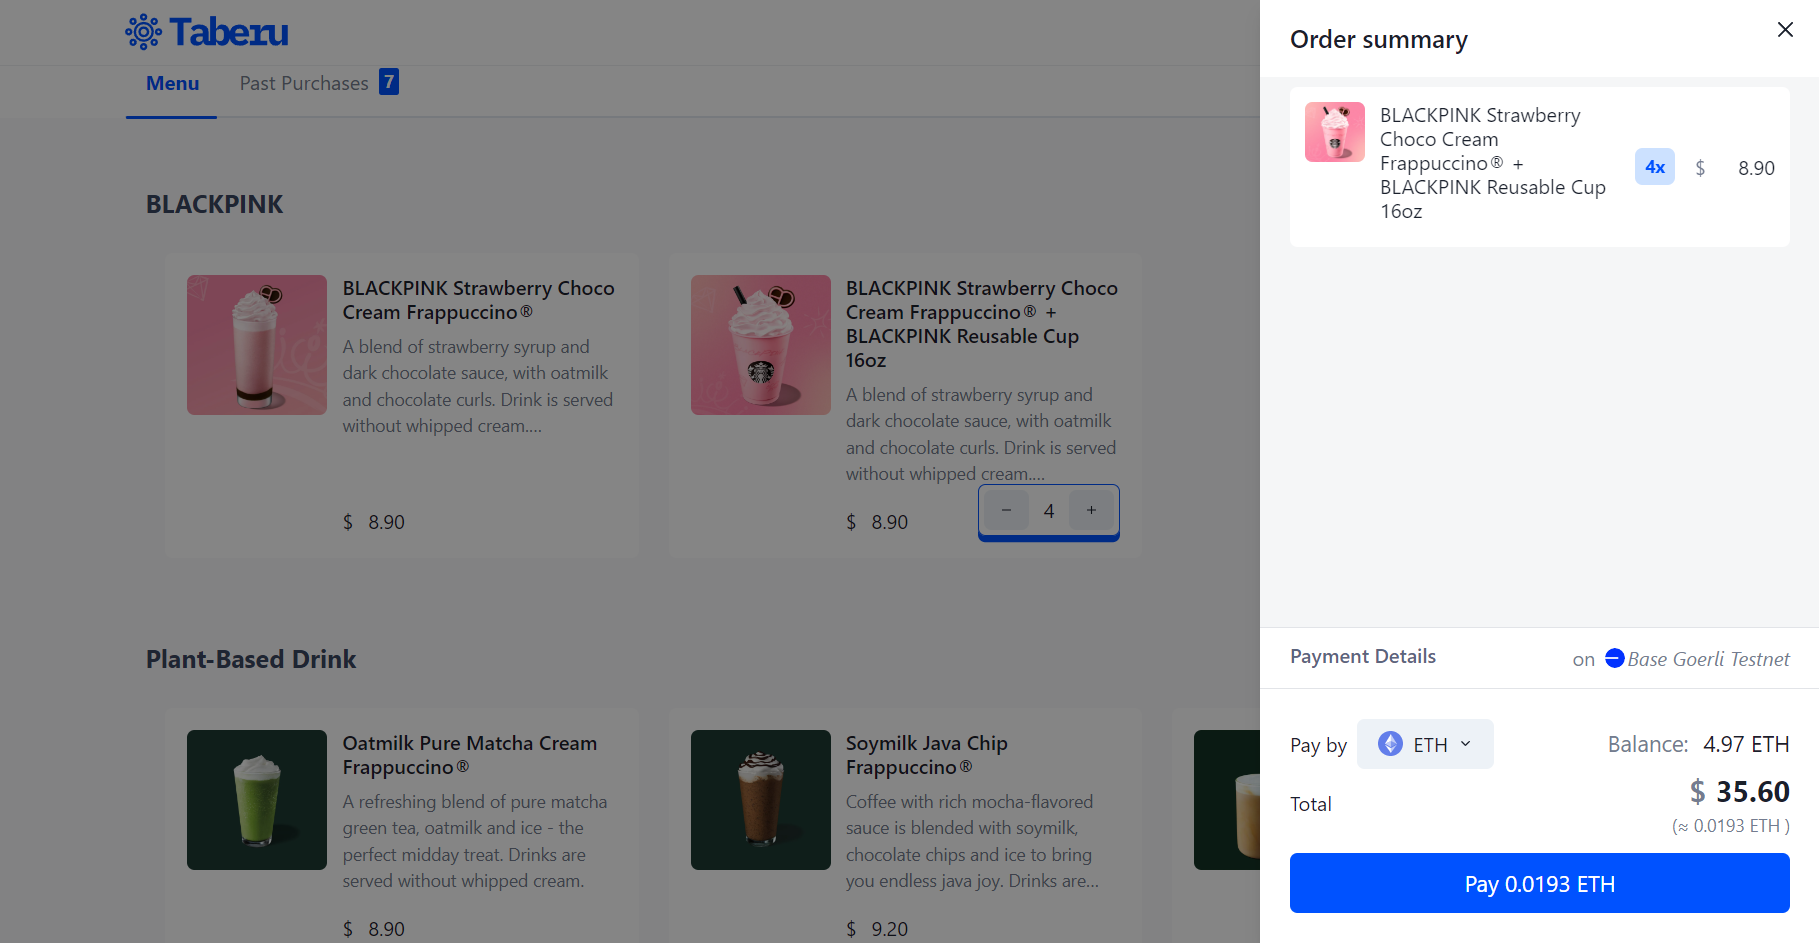 Taberu
Menu
Past Purchases 7
BLACKPINK
BLACKPINK Strawberry Choco
Cream Frappuccino®
A blend of strawberry syrup and
dark chocolate sauce, with oatmilk
and chocolate curls. Drink is served
without whipped cream....
$ 8.90
BLACKPINK Strawberry Choco
Cream Frappuccino® +
BLACKPINK Reusable Cup
16oz
A blend of strawberry syrup and
dark chocolate sauce, with oatmilk
and chocolate curls. Drink is served
without whipped cream....
$ 8.90
− 4 +
Plant-Based Drink
Oatmilk Pure Matcha Cream
Frappuccino®
A refreshing blend of pure matcha
green tea, oatmilk and ice - the
perfect midday treat. Drinks are
served without whipped cream.
$ 8.90
Soymilk Java Chip
Frappuccino®
Coffee with rich mocha-flavored
sauce is blended with soymilk,
chocolate chips and ice to bring
you endless java joy. Drinks are...
$ 9.20
Order summary
BLACKPINK Strawberry
Choco Cream
Frappuccino® +
BLACKPINK Reusable Cup
16oz
4x $ 8.90
Payment Details
on Base Goerli Testnet
Pay by ETH
Balance: 4.97 ETH
Total
$ 35.60
(≈ 0.0193 ETH )
Pay 0.0193 ETH